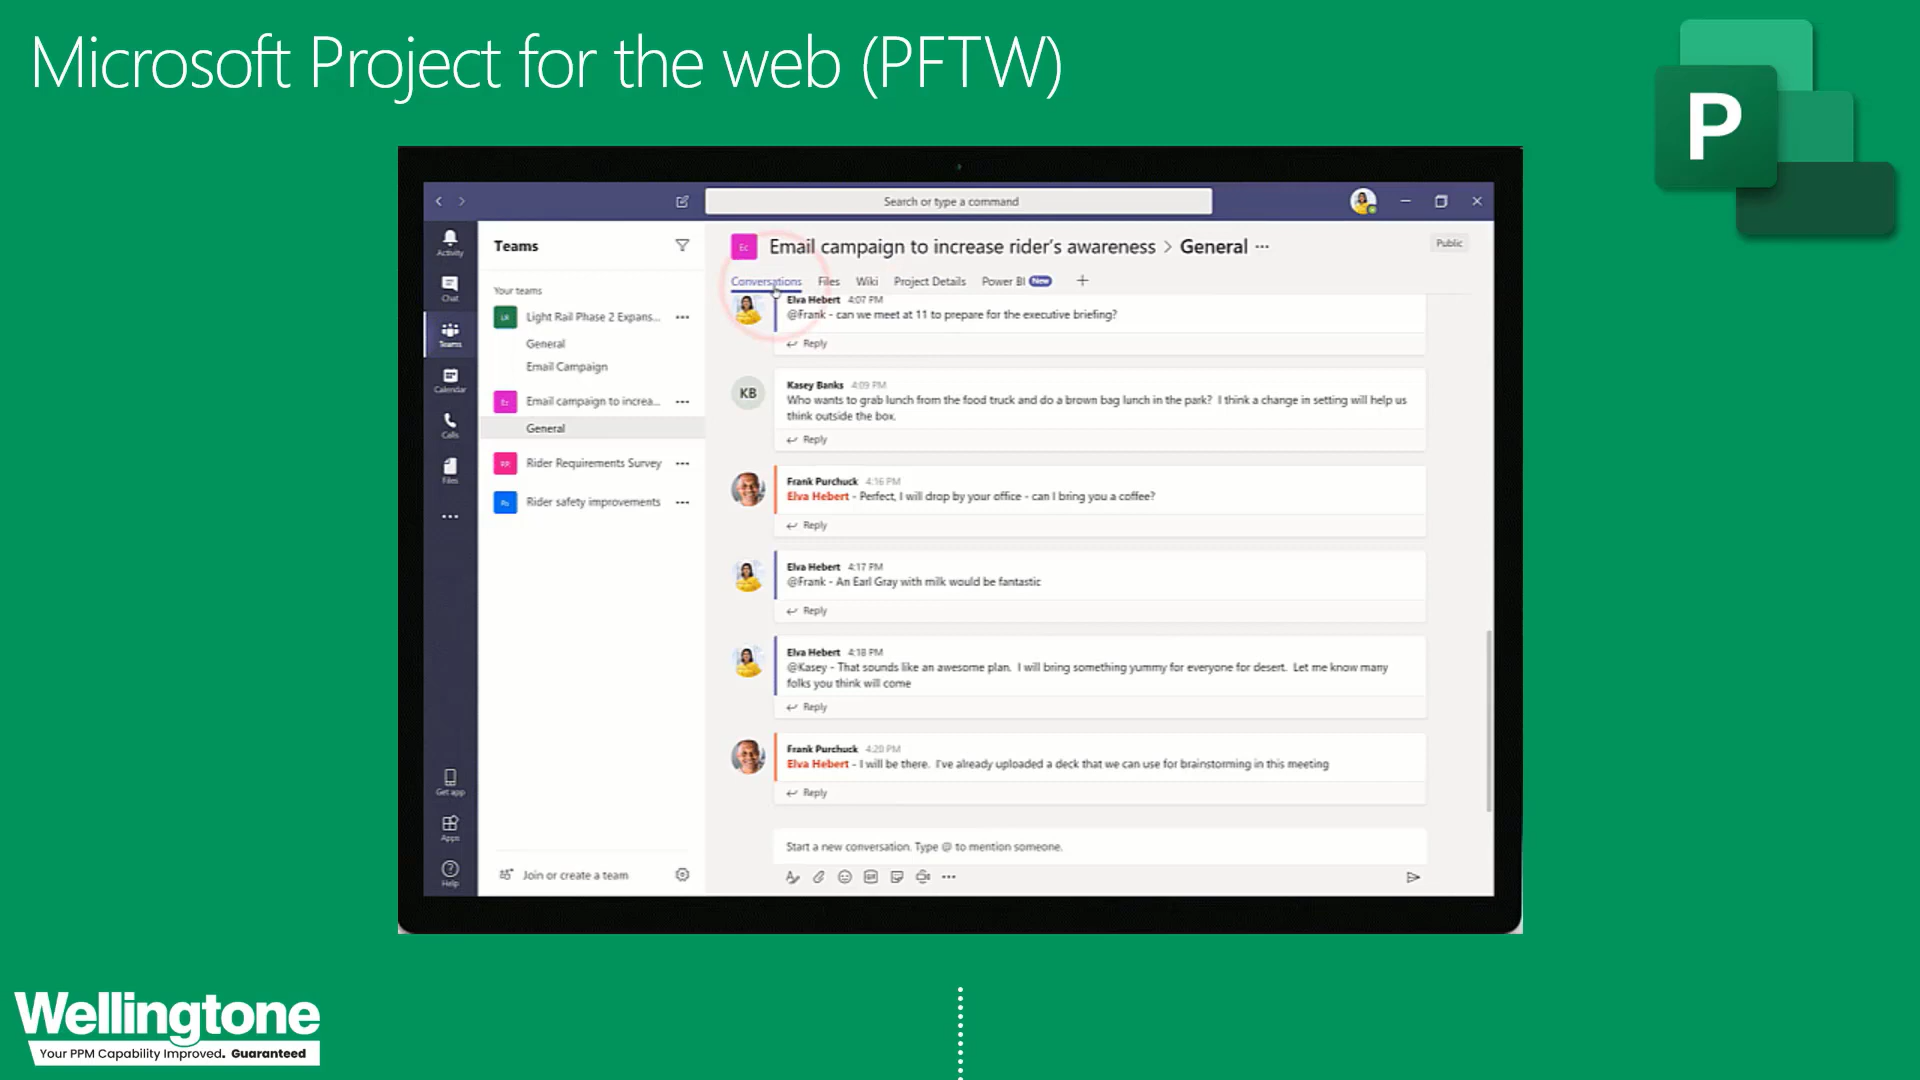 Microsoft Project for the web (PFTW)
P
Search or type a command
Activity
Chat
Teams
Calendar
Calls
Files
Get app
Apps
Help
Teams
Your teams
LR
Light Rail Phase 2 Expans...
General
Email Campaign
Ec
Email campaign to increa...
General
RR
Rider Requirements Survey
Rs
Rider safety improvements
Join or create a team
Ec
Email campaign to increase rider's awareness > General
Public
Conversations Files Wiki Project Details Power BI New
Elva Hebert 4:07 PM
@Frank - can we meet at 11 to prepare for the executive briefing?
Reply
KB
Kasey Banks 4:09 PM
Who wants to grab lunch from the food truck and do a brown bag lunch in the park? I think a change in setting will help us
think outside the box.
Reply
Frank Purchuck 4:16 PM
Elva Hebert - Perfect, I will drop by your office - can I bring you a coffee?
Reply
Elva Hebert 4:17 PM
@Frank - An Earl Gray with milk would be fantastic
Reply
Elva Hebert 4:18 PM
@Kasey - That sounds like an awesome plan. I will bring something yummy for everyone for desert. Let me know many
folks you think will come
Reply
Frank Purchuck 4:20 PM
Elva Hebert - I will be there. I've already uploaded a deck that we can use for brainstorming in this meeting
Reply
Start a new conversation. Type @ to mention someone.
Wellingtone
Your PPM Capability Improved. Guaranteed